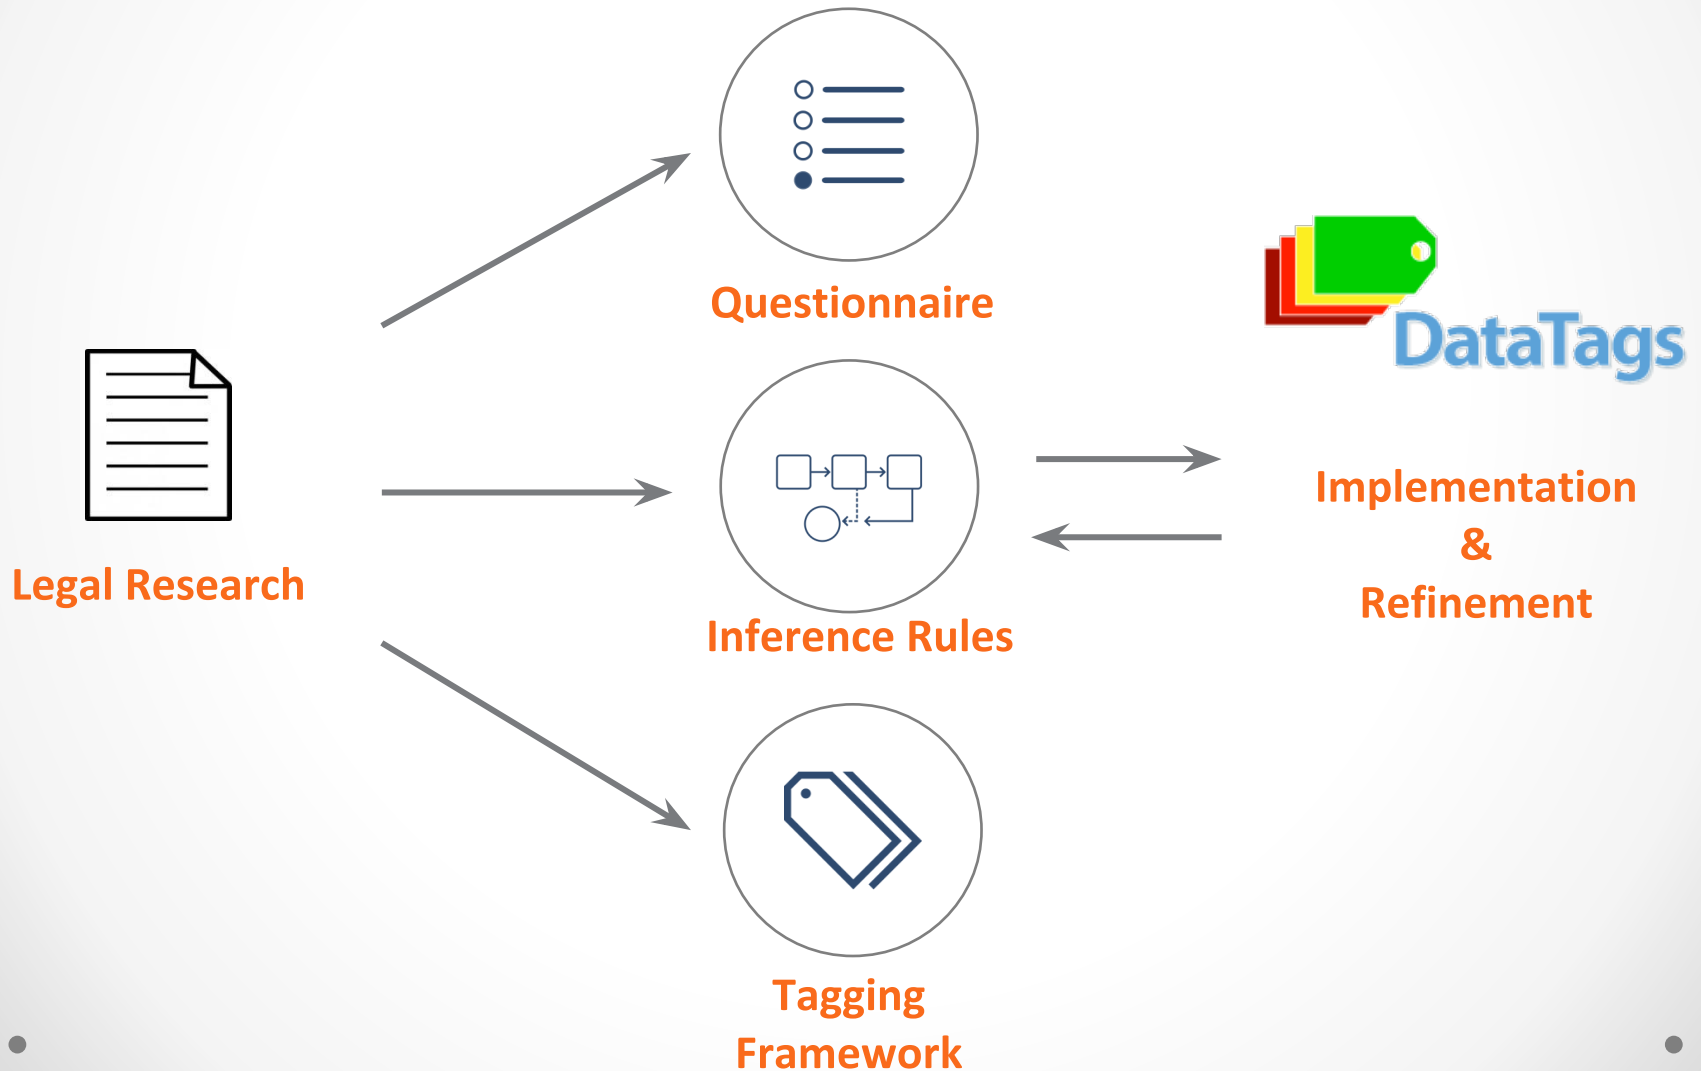 Questionnaire
DataTags
Legal Research
Inference Rules
Implementation
&
Refinement
Tagging
Framework